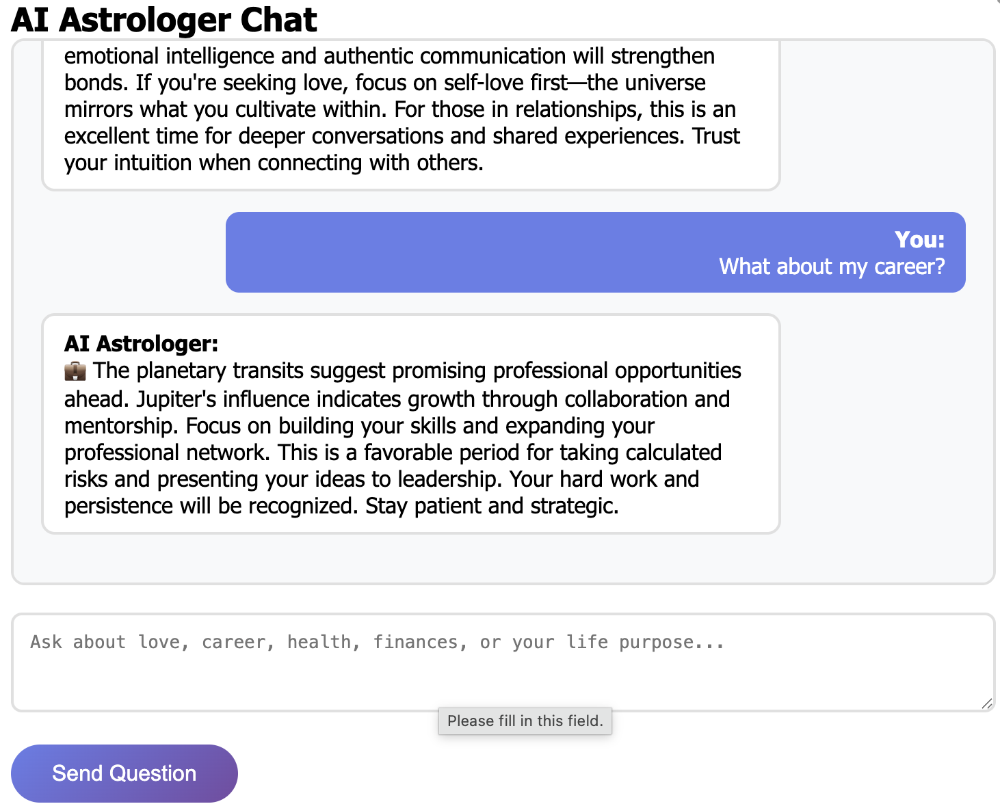 AI Astrologer Chat
emotional intelligence and authentic communication will strengthen
bonds. If you're seeking love, focus on self-love first—the universe
mirrors what you cultivate within. For those in relationships, this is an
excellent time for deeper conversations and shared experiences. Trust
your intuition when connecting with others.
You:
What about my career?
AI Astrologer:
💼 The planetary transits suggest promising professional opportunities
ahead. Jupiter's influence indicates growth through collaboration and
mentorship. Focus on building your skills and expanding your
professional network. This is a favorable period for taking calculated
risks and presenting your ideas to leadership. Your hard work and
persistence will be recognized. Stay patient and strategic.
Ask about love, career, health, finances, or your life purpose...
Please fill in this field.
Send Question